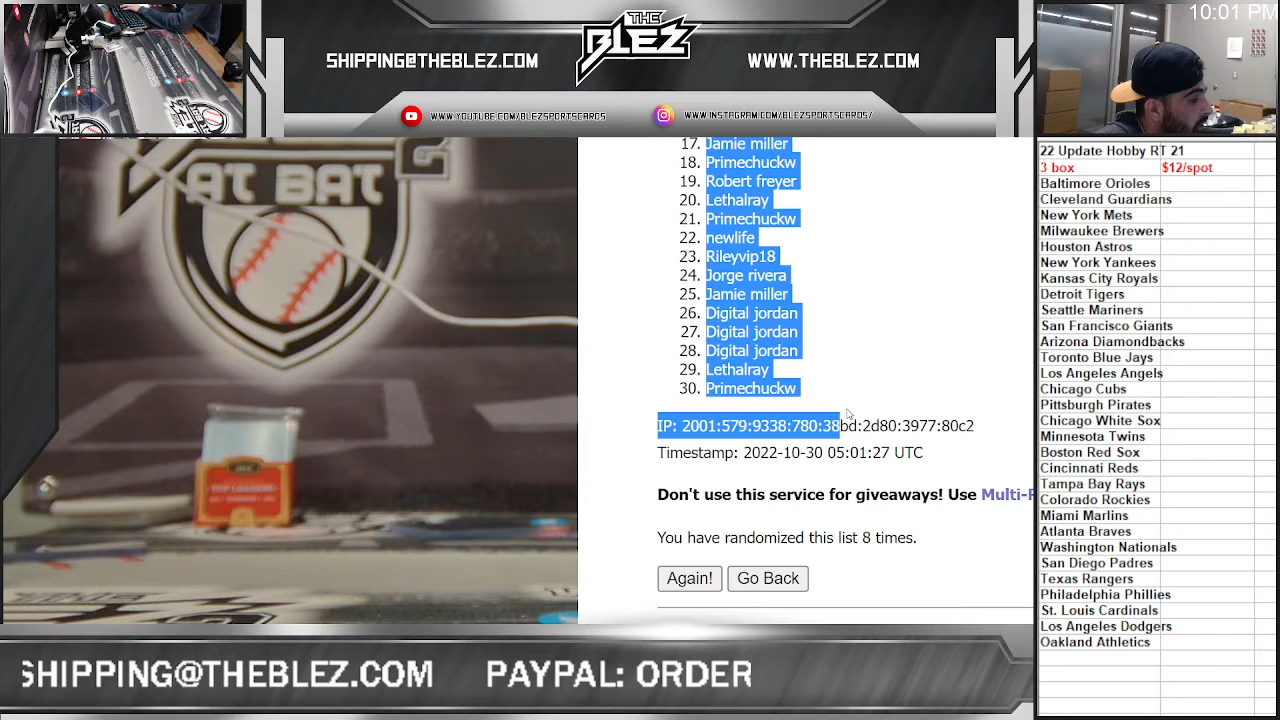 10:01 PM
THE
BLEZ
SHIPPING@THEBLEZ.COM
WWW.THEBLEZ.COM
WWW.YOUTUBE.COM/BLEZSPORTSCARDS
WWW.INSTAGRAM.COM/BLEZSPORTSCARDS/
AT BAT
17. Jamie miller
18. Primechuckw
19. Robert freyer
20. Lethalray
21. Primechuckw
22. newlife
23. Rileyvip18
24. Jorge rivera
25. Jamie miller
26. Digital jordan
27. Digital jordan
28. Digital jordan
29. Lethalray
30. Primechuckw
IP: 2001:579:9338:780:38bd:2d80:3977:80c2
Timestamp: 2022-10-30 05:01:27 UTC
Don't use this service for giveaways! Use Multi-R
You have randomized this list 8 times.
Again! Go Back
22 Update Hobby RT 21
3 box $12/spot
Baltimore Orioles
Cleveland Guardians
New York Mets
Milwaukee Brewers
Houston Astros
New York Yankees
Kansas City Royals
Detroit Tigers
Seattle Mariners
San Francisco Giants
Arizona Diamondbacks
Toronto Blue Jays
Los Angeles Angels
Chicago Cubs
Pittsburgh Pirates
Chicago White Sox
Minnesota Twins
Boston Red Sox
Cincinnati Reds
Tampa Bay Rays
Colorado Rockies
Miami Marlins
Atlanta Braves
Washington Nationals
San Diego Padres
Texas Rangers
Philadelphia Phillies
St. Louis Cardinals
Los Angeles Dodgers
Oakland Athletics
SHIPPING@THEBLEZ.COM PAYPAL: ORDER